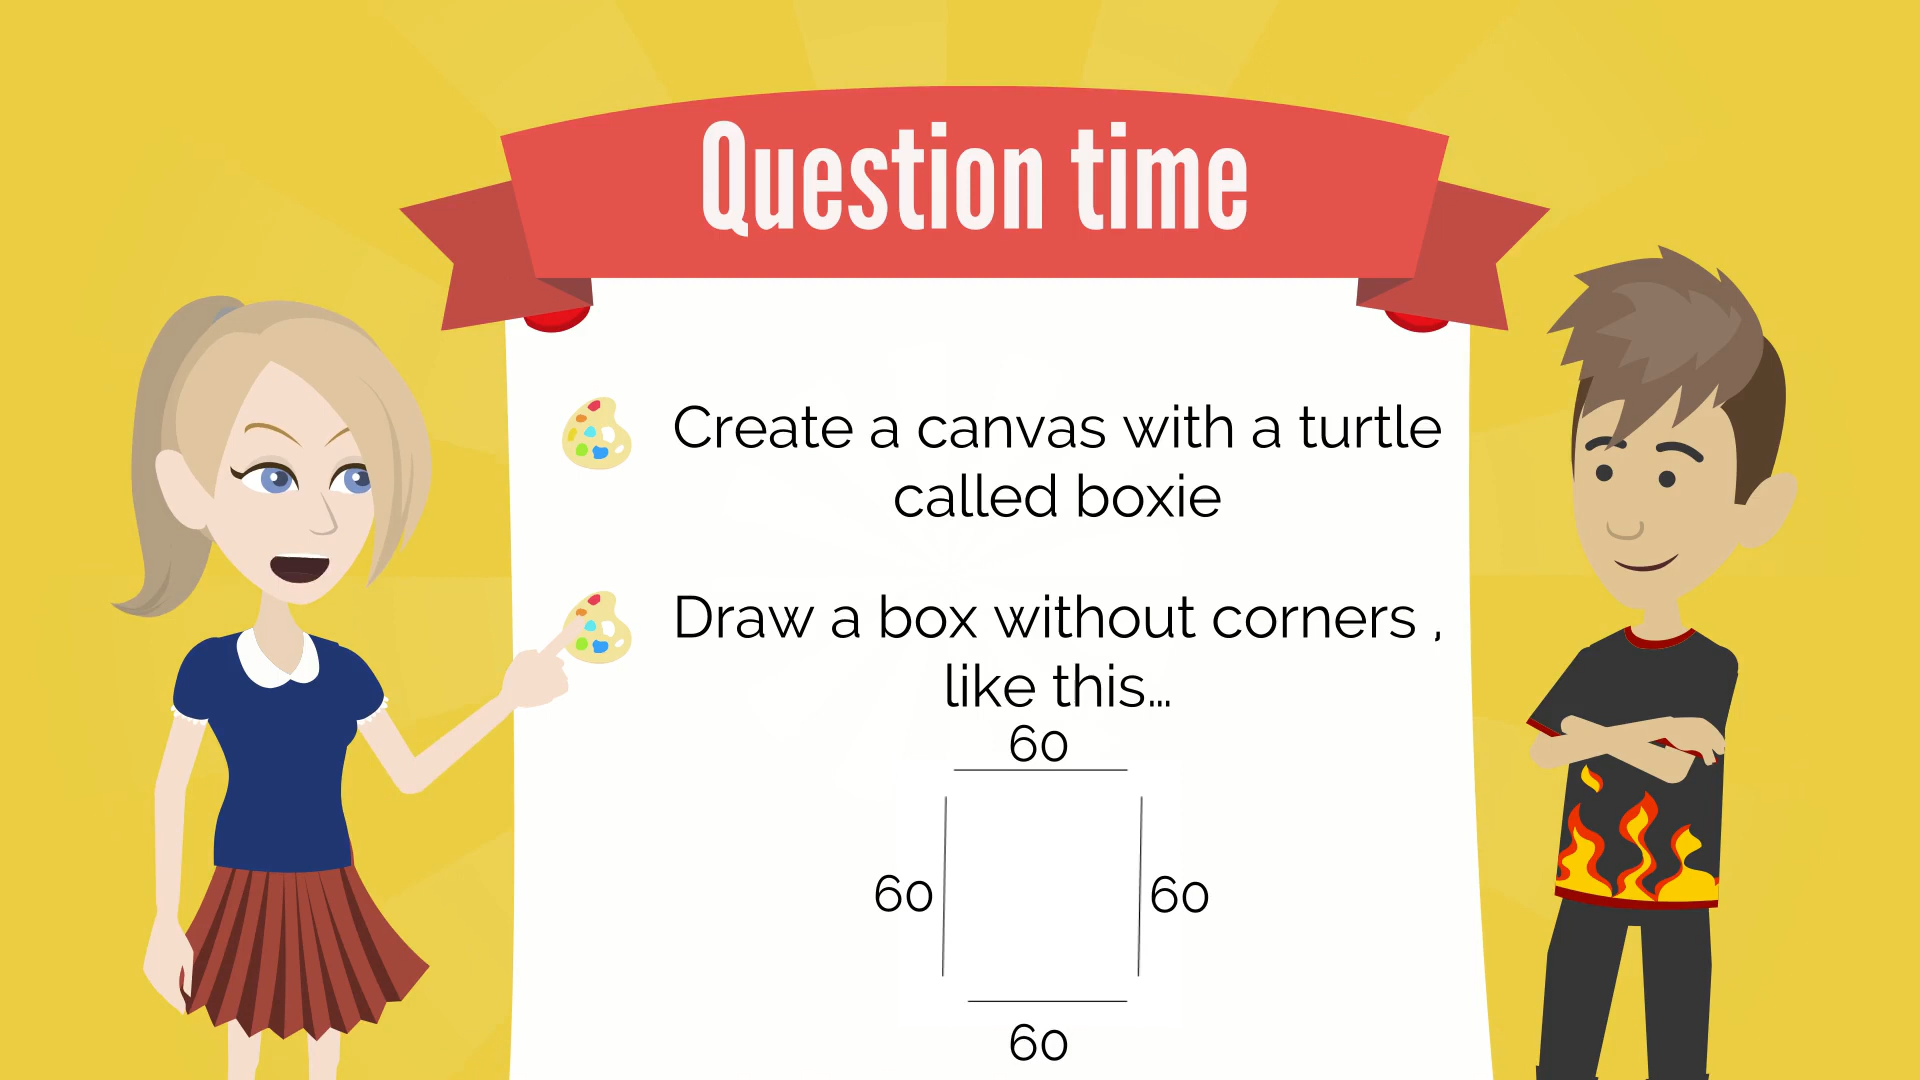 Question time
Create a canvas with a turtle
called boxie
Draw a box without corners ,
like this...
60
60
60
60